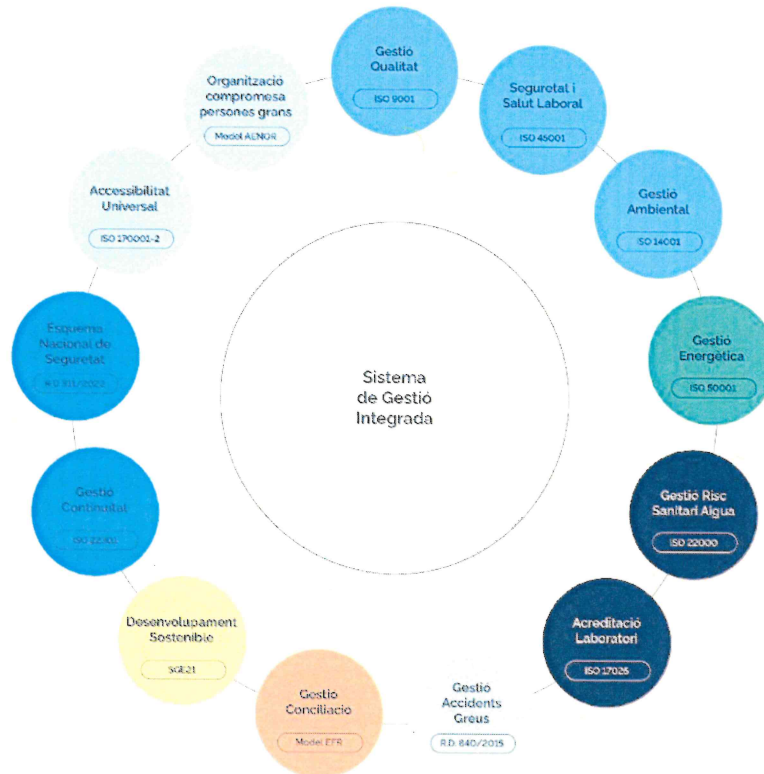 Gestió
Qualitat
ISO 9001
Seguretat i
Salut Laboral
ISO 45001
Gestió
Ambiental
ISO 14001
Gestió
Energètica
ISO 50001
Gestió Risc
Sanitari Aigua
ISO 22000
Acreditació
Laboratori
ISO 17025
Gestió
Accidents
Greus
R.D. 840/2015
Gestió
Conciliació
Model EFR
Desenvolupament
Sostenible
SGE21
Gestió
Continuïtat
ISO 22301
Esquema
Nacional de
Seguretat
R.D 311/2022
Accessibilitat
Universal
ISO 170001-2
Organització
compromesa
persones grans
Model AENOR
Sistema
de Gestió
Integrada